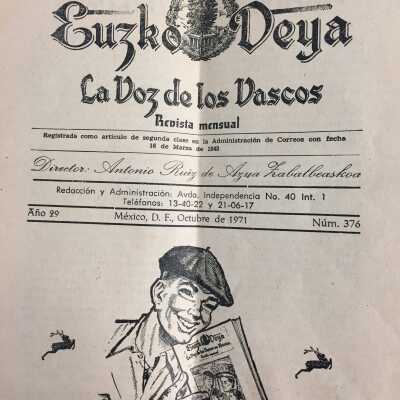 Euzko Deya
La Voz de los Vascos
Revista mensual
Registrada como artículo de segunda clase en la Administración de Correos con fecha
16 de Marzo de 1943
Director: Antonio Ruiz de Azua Zabalbeaskoa
Redacción y Administración: Avda. Independencia No. 40 Int. 1
Teléfonos: 13-40-22 y 21-06-17
Año 29 México, D. F., Octubre de 1971 Núm. 376
Euzko Deya